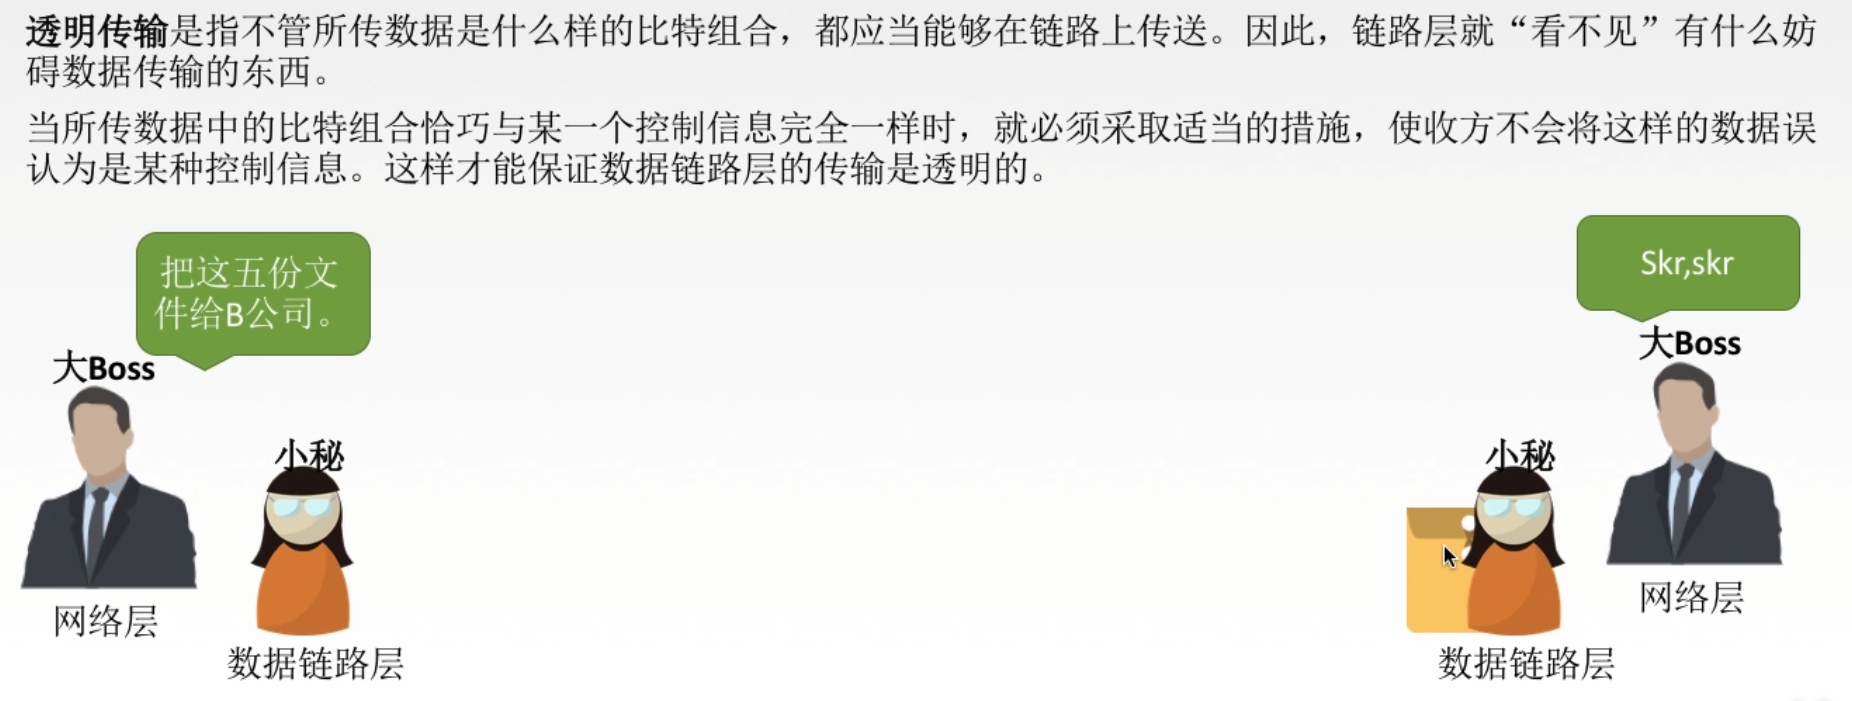 透明传输是指不管所传数据是什么样的比特组合，都应当能够在链路上传送。因此，链路层就“看不见”有什么妨
碍数据传输的东西。
当所传数据中的比特组合恰巧与某一个控制信息完全一样时，就必须采取适当的措施，使收方不会将这样的数据误
认为是某种控制信息。这样才能保证数据链路层的传输是透明的。
把这五份文
件给B公司。
大Boss
小秘
网络层
数据链路层
Skr,skr
大Boss
小秘
网络层
数据链路层